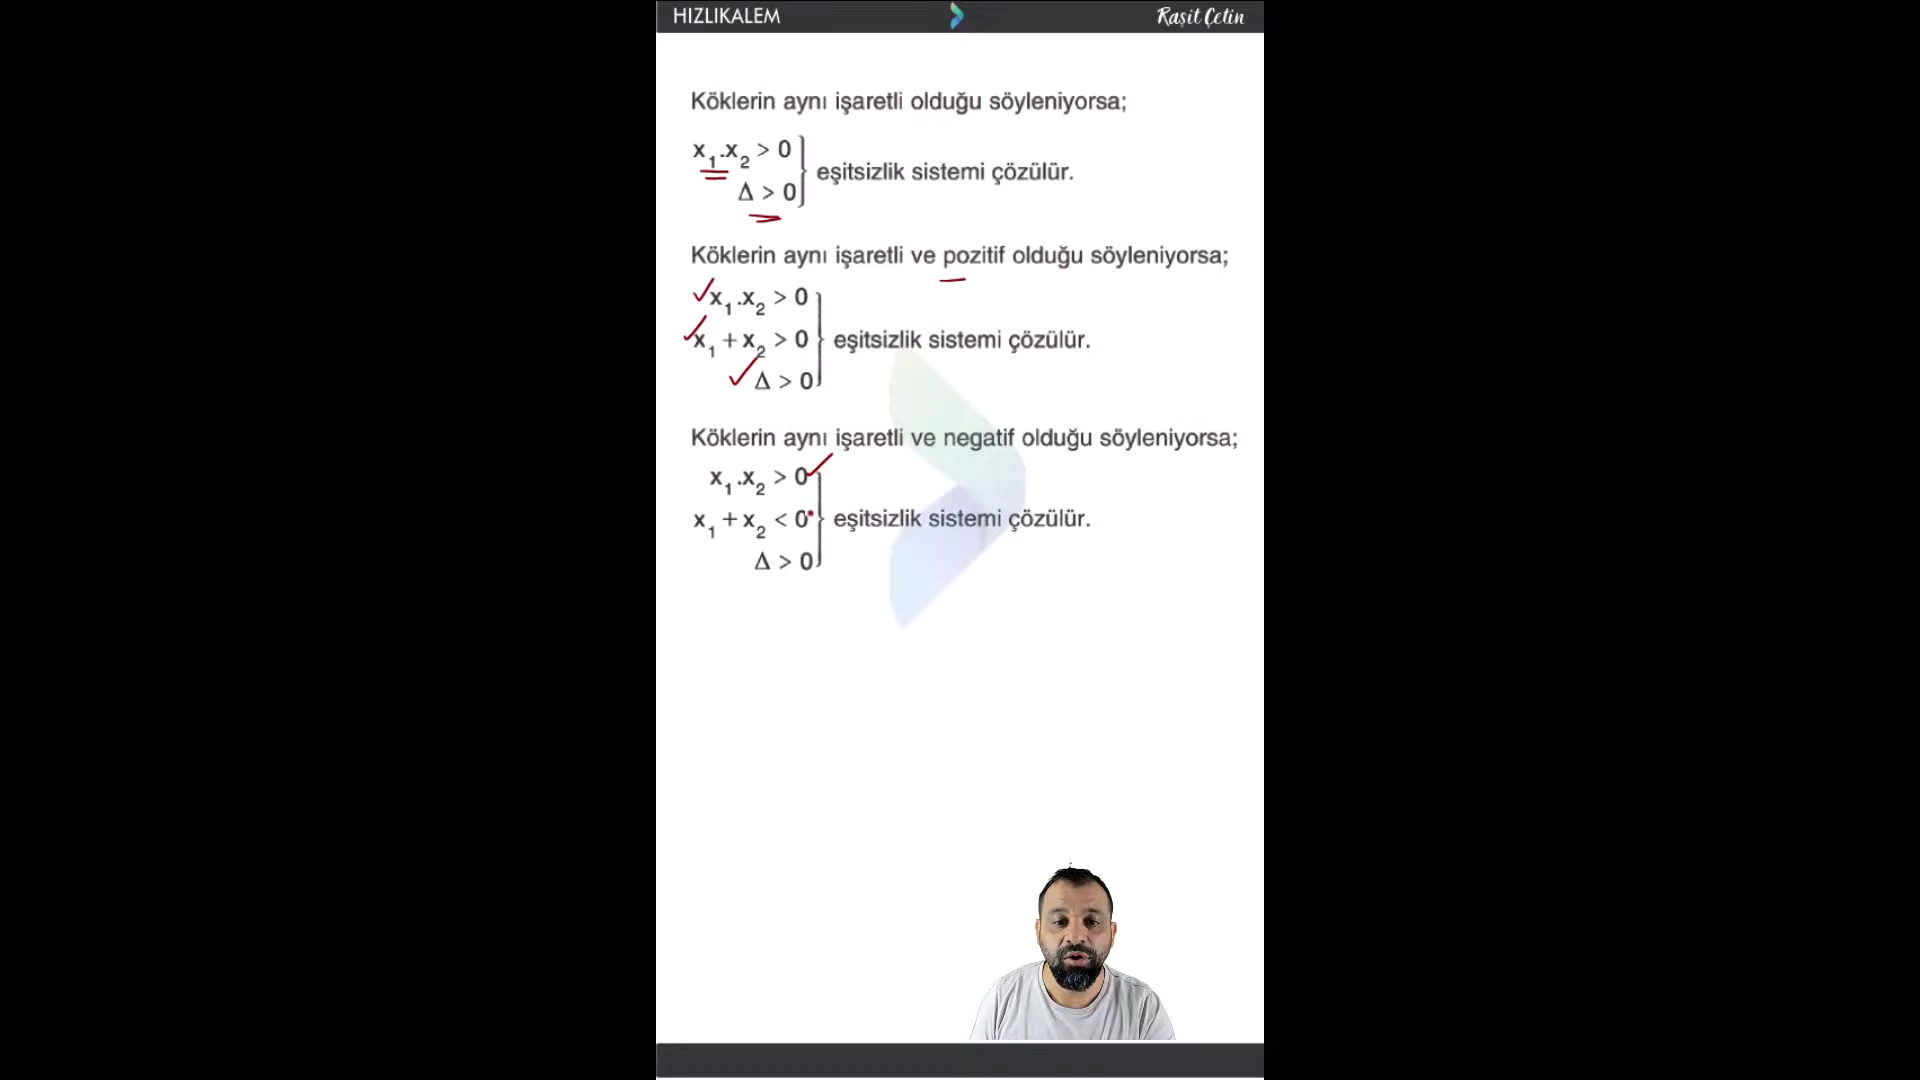 HIZLIKALEM
Raşit Çetin
Köklerin aynı işaretli olduğu söyleniyorsa;
x₁.x₂ > 0
eşitsizlik sistemi çözülür.
Δ > 0
Köklerin aynı işaretli ve pozitif olduğu söyleniyorsa;
x₁.x₂ > 0
x₁ + x₂ > 0 eşitsizlik sistemi çözülür.
Δ > 0
Köklerin aynı işaretli ve negatif olduğu söyleniyorsa;
x₁.x₂ > 0
x₁ + x₂ < 0 eşitsizlik sistemi çözülür.
Δ > 0